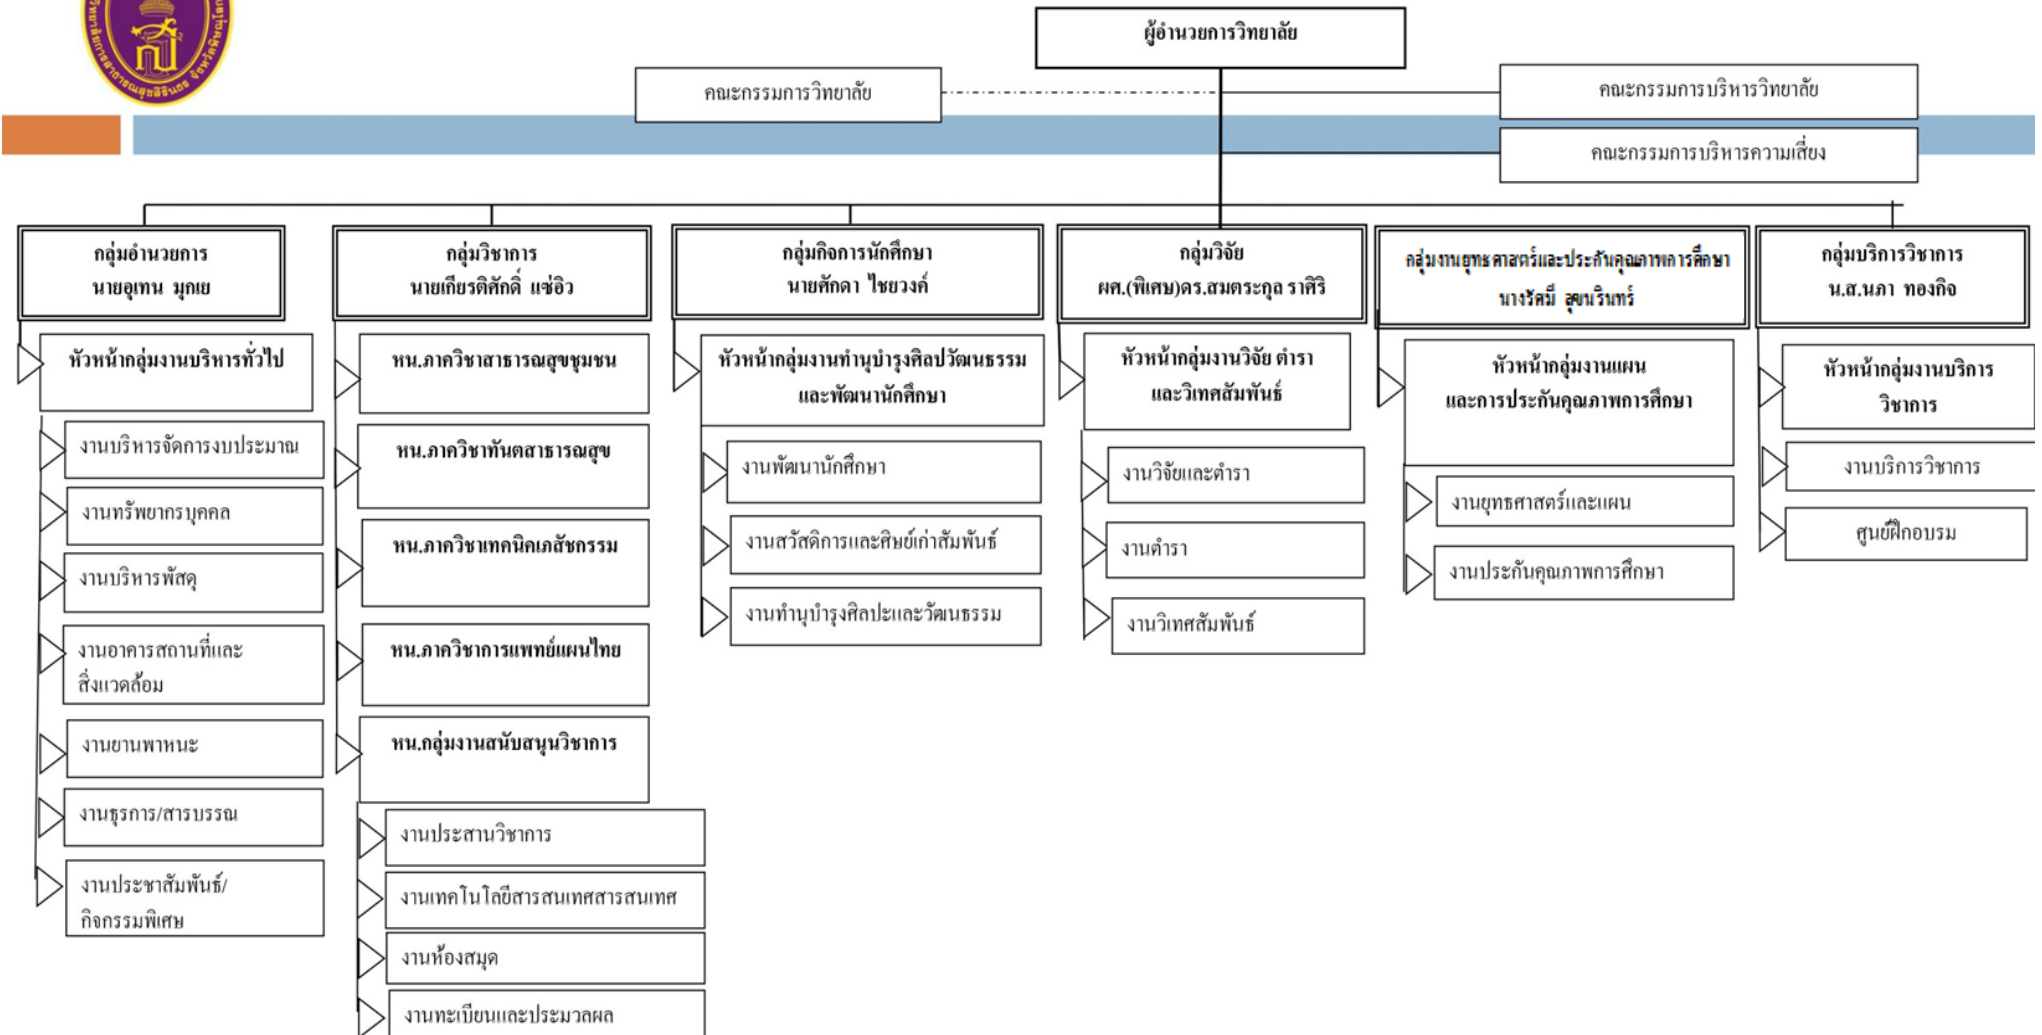 วิทยาลัยการสาธารณสุขสิรินธร จังหวัดพิษณุโลก
ผู้อำนวยการวิทยาลัย
คณะกรรมการวิทยาลัย
คณะกรรมการบริหารวิทยาลัย
คณะกรรมการบริหารความเสี่ยง
กลุ่มอำนวยการ
นายอุเทน มุกเย
หัวหน้ากลุ่มงานบริหารทั่วไป
งานบริหารจัดการงบประมาณ
งานทรัพยากรบุคคล
งานบริหารพัสดุ
งานอาคารสถานที่และ
สิ่งแวดล้อม
งานยานพาหนะ
งานธุรการ/สารบรรณ
งานประชาสัมพันธ์/
กิจกรรมพิเศษ
กลุ่มวิชาการ
นายเกียรติศักดิ์ แซ่อิว
หน.ภาควิชาสาธารณสุขชุมชน
หน.ภาควิชาทันตสาธารณสุข
หน.ภาควิชาเทคนิคเภสัชกรรม
หน.ภาควิชาการแพทย์แผนไทย
หน.กลุ่มงานสนับสนุนวิชาการ
งานประสานวิชาการ
งานเทคโนโลยีสารสนเทศสารสนเทศ
งานห้องสมุด
งานทะเบียนและประมวลผล
กลุ่มกิจการนักศึกษา
นายศักดา ไชยวงค์
หัวหน้ากลุ่มงานทำนุบำรุงศิลปวัฒนธรรม
และพัฒนานักศึกษา
งานพัฒนานักศึกษา
งานสวัสดิการและศิษย์เก่าสัมพันธ์
งานทำนุบำรุงศิลปะและวัฒนธรรม
กลุ่มวิจัย
ผศ.(พิเศษ)ดร.สมตระกุล ราศิริ
หัวหน้ากลุ่มงานวิจัย ตำรา
และวิเทศสัมพันธ์
งานวิจัยและตำรา
งานตำรา
งานวิเทศสัมพันธ์
กลุ่มงานยุทธศาสตร์และประกันคุณภาพการศึกษา
นางรัศมี สุขนรินทร์
หัวหน้ากลุ่มงานแผน
และการประกันคุณภาพการศึกษา
งานยุทธศาสตร์และแผน
งานประกันคุณภาพการศึกษา
กลุ่มบริการวิชาการ
น.ส.นภา ทองกิจ
หัวหน้ากลุ่มงานบริการ
วิชาการ
งานบริการวิชาการ
ศูนย์ฝึกอบรม